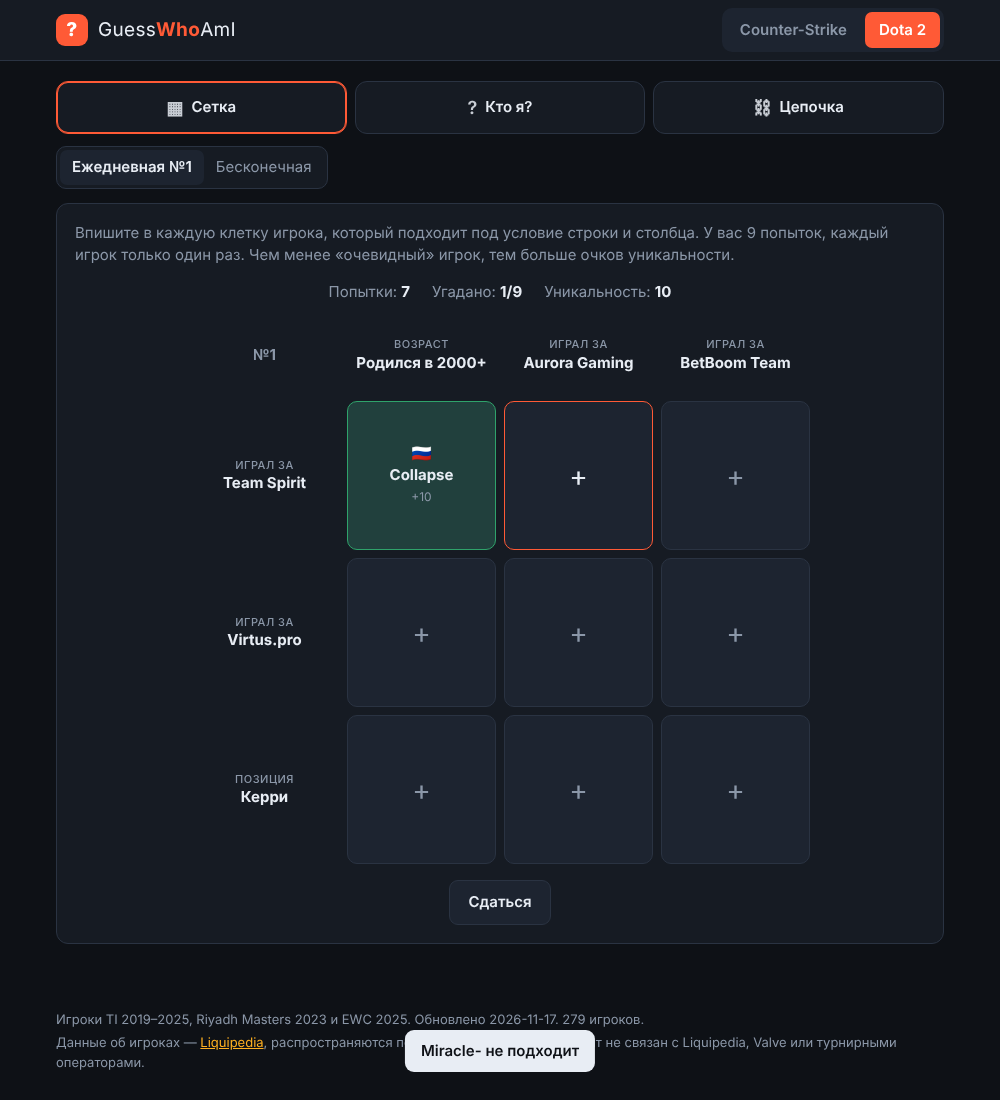 ? GuessWhoAmI
Counter-Strike
Dota 2
Сетка
? Кто я?
Цепочка
Ежедневная №1
Бесконечная
Впишите в каждую клетку игрока, который подходит под условие строки и столбца. У вас 9 попыток, каждый
игрок только один раз. Чем менее «очевидный» игрок, тем больше очков уникальности.
Попытки: 7 Угадано: 1/9 Уникальность: 10
№1
ВОЗРАСТ
Родился в 2000+
ИГРАЛ ЗА
Aurora Gaming
ИГРАЛ ЗА
BetBoom Team
ИГРАЛ ЗА
Team Spirit
Collapse
+10
+
+
ИГРАЛ ЗА
Virtus.pro
+
+
+
ПОЗИЦИЯ
Керри
+
+
+
Сдаться
Игроки TI 2019–2025, Riyadh Masters 2023 и EWC 2025. Обновлено 2026-11-17. 279 игроков.
Данные об игроках — Liquipedia, распространяются не связан с Liquipedia, Valve или турнирными
операторами.
Miracle- не подходит